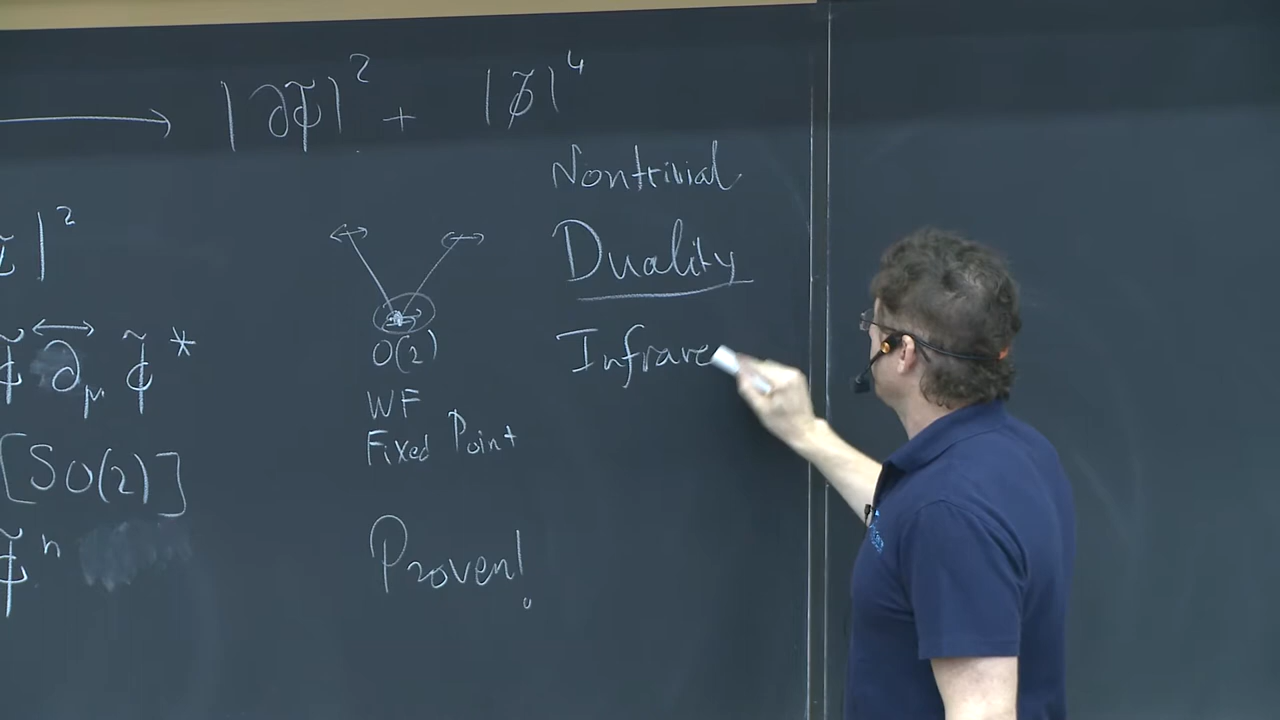 |∂Φ̃|² + |φ̃|⁴
Nontrivial
Duality
Infrare
|²
∂μ φ̃ *
[SO(2)]
φ̃ n
O(2)
WF
Fixed Point
Proven!